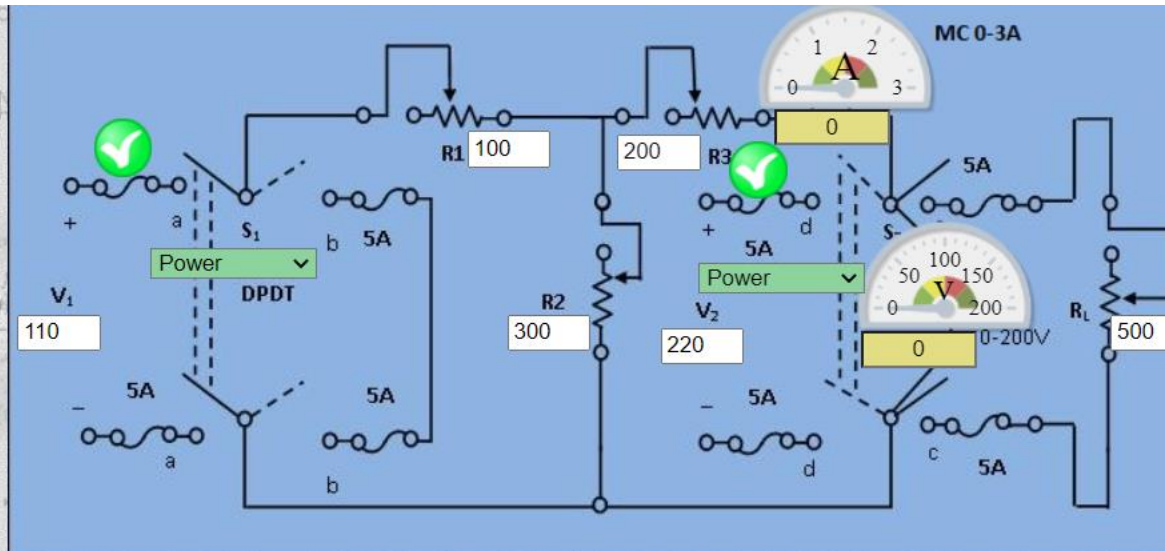 MC 0-3A
0 1 2 3
A
0
R1 100
200 R3
5A
+ a
S₁
b 5A
+ d
5A
Power
DPDT
Power
V₁
110
R2
300
V₂
220
0 50 100 150 200
V
0
0-200V
R_L
500
5A
− a
5A
b
− 5A
d
c
5A